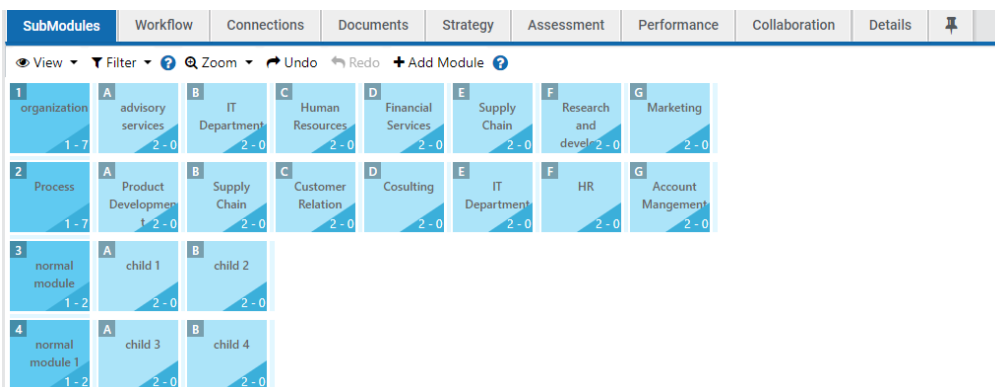 SubModules Workflow Connections Documents Strategy Assessment Performance Collaboration Details
View Filter ? Zoom Undo Redo Add Module ?
1 A B C D E F G
organization advisory services IT Department Human Resources Financial Services Supply Chain Research and develo Marketing
1 - 7 2 - 0 2 - 0 2 - 0 2 - 0 2 - 0 2 - 0 2 - 0
2 A B C D E F G
Process Product Development Supply Chain Customer Relation Cosulting IT Department HR Account Mangement
1 - 7 2 - 0 2 - 0 2 - 0 2 - 0 2 - 0 2 - 0 2 - 0
3 A B
normal module child 1 child 2
1 - 2 2 - 0 2 - 0
4 A B
normal module 1 child 3 child 4
1 - 2 2 - 0 2 - 0